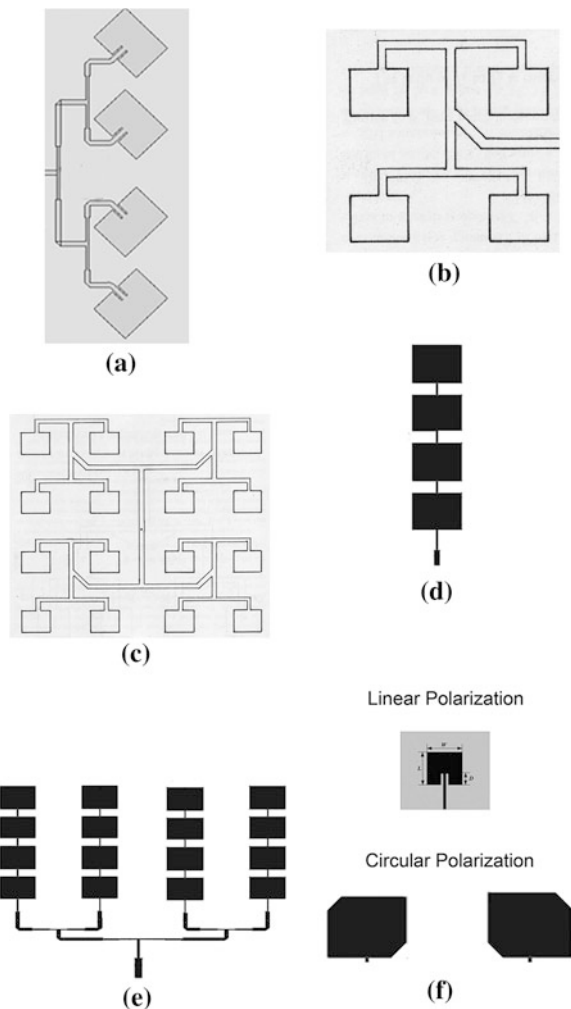 (a)
(b)
(c)
(d)
Linear Polarization
W
L
D
Circular Polarization
(e)
(f)